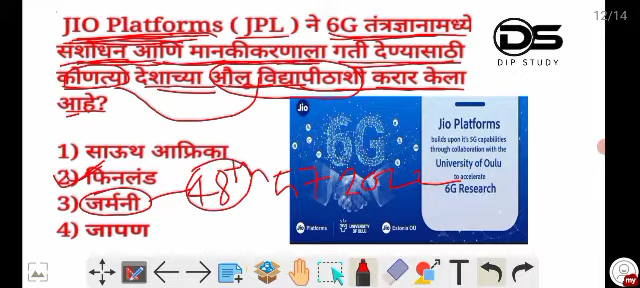 JIO Platforms ( JPL ) ने 6G तंत्रज्ञानामध्ये
संशोधन आणि मानकीकरणाला गती देण्यासाठी
कोणत्या देशाच्या औलू विद्यापीठाशी करार केला
आहे?
12/14
DS
DIP STUDY
1) साऊथ आफ्रिका
2) फिनलंड
3) जर्मनी
4) जापण
48th
Jio
6G
Jio Platforms
builds upon it's 5G capabilities
through collaboration with the
University of Oulu
to accelerate
6G Research
Jio Platforms
UNIVERSITY OF OULU
Jio Estonia OÜ
T
my